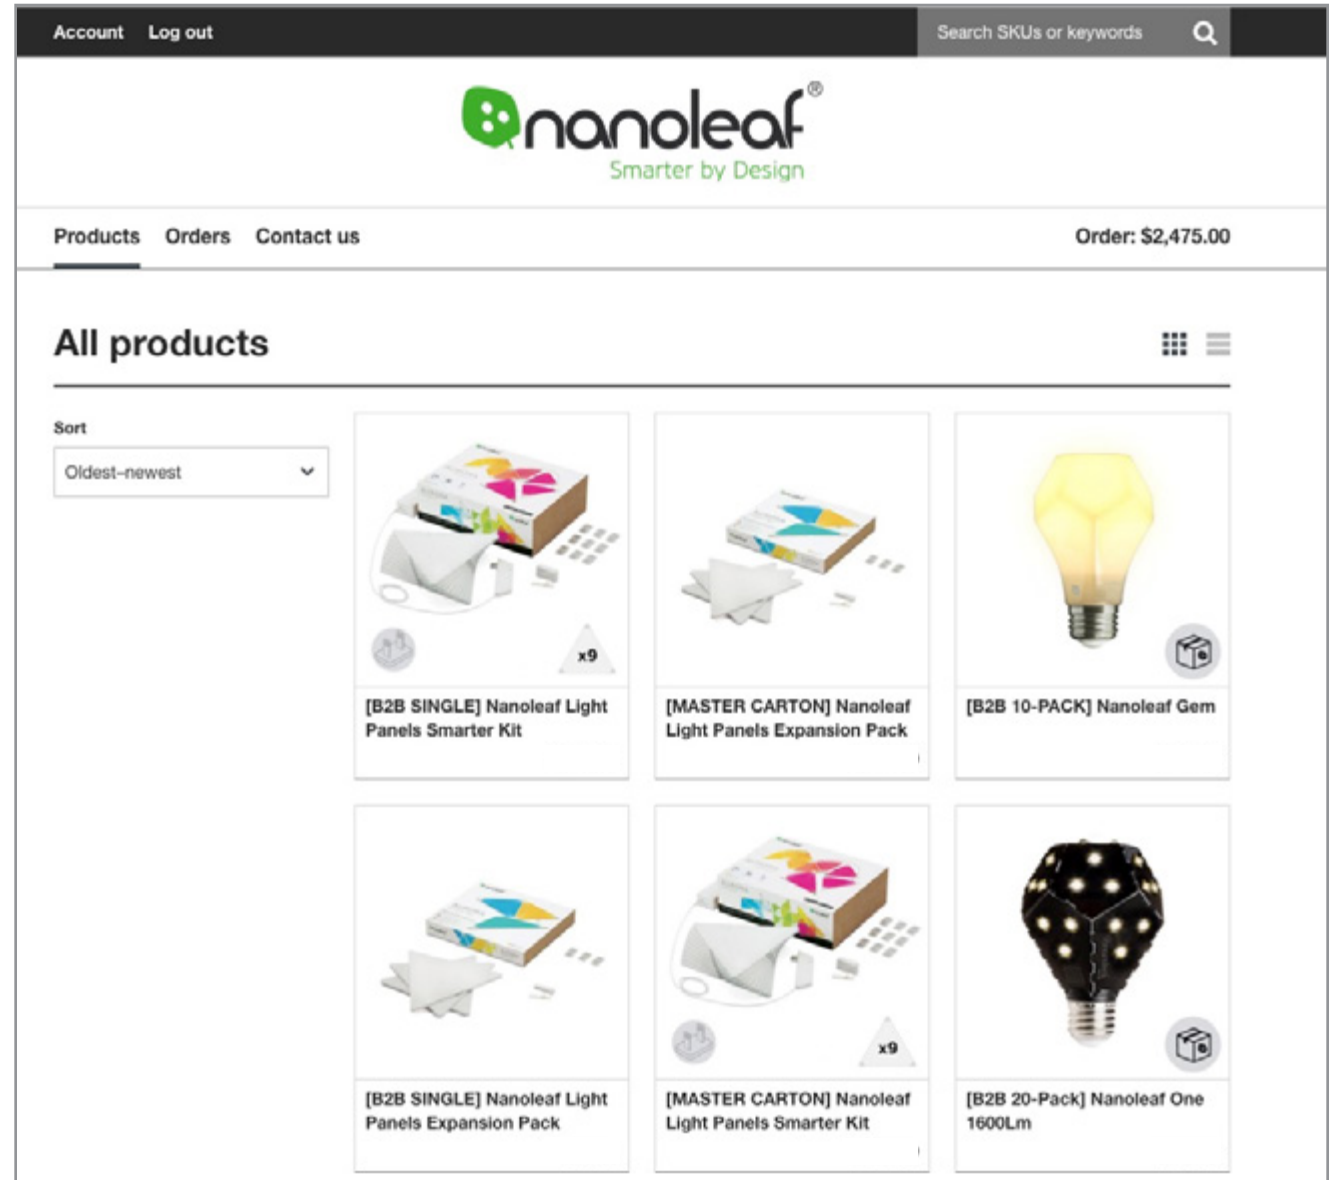 Account Log out Search SKUs or keywords
nanoleaf®
Smarter by Design
Products Orders Contact us Order: $2,475.00
All products
Sort
Oldest–newest
x9
[B2B SINGLE] Nanoleaf Light
Panels Smarter Kit
[MASTER CARTON] Nanoleaf
Light Panels Expansion Pack
[B2B 10-PACK] Nanoleaf Gem
x9
[B2B SINGLE] Nanoleaf Light
Panels Expansion Pack
[MASTER CARTON] Nanoleaf
Light Panels Smarter Kit
[B2B 20-Pack] Nanoleaf One
1600Lm